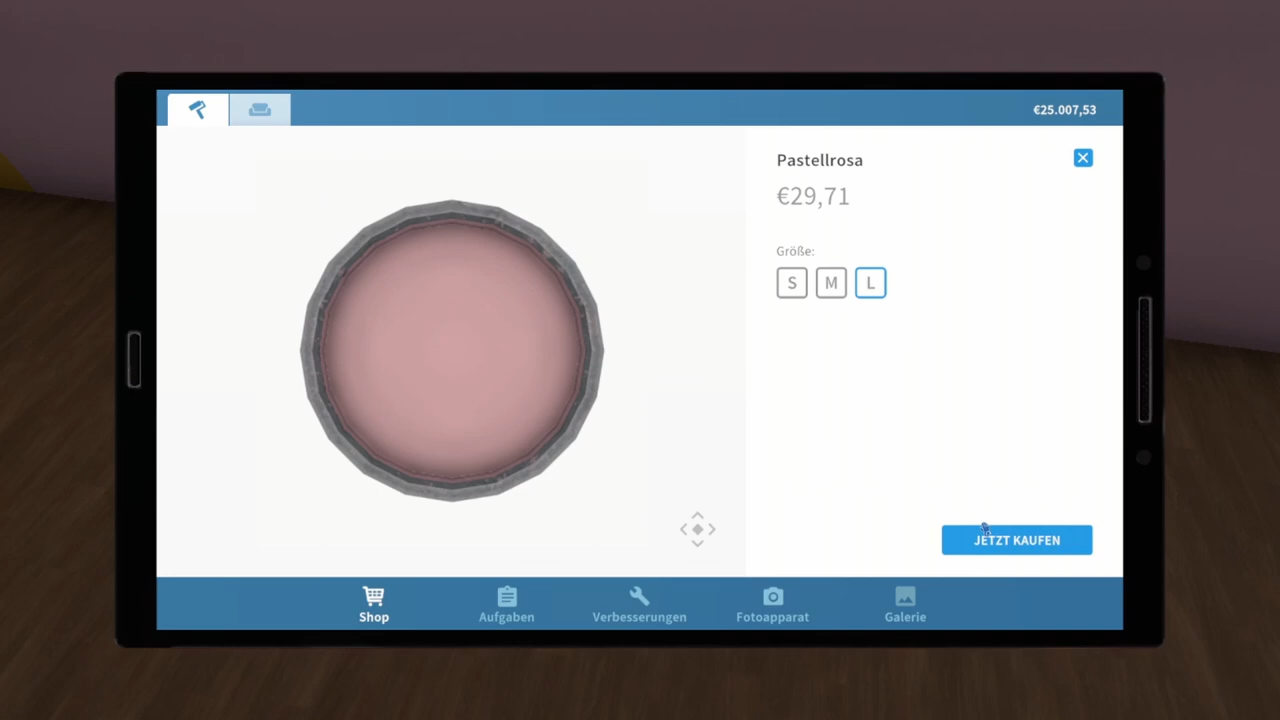 €25.007,53
Pastellrosa
€29,71
Größe:
S M L
JETZT KAUFEN
Shop Aufgaben Verbesserungen Fotoapparat Galerie